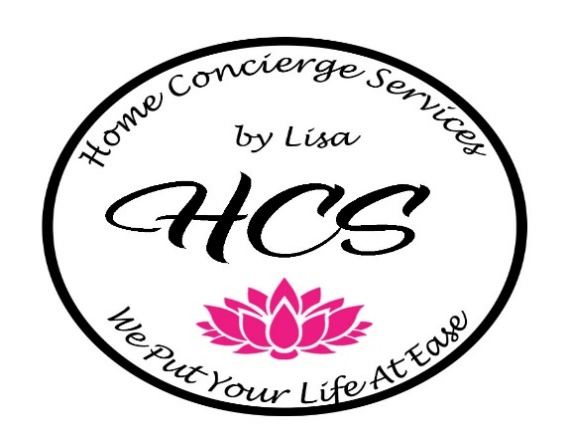 Home Concierge Services
by Lisa
HCS
We Put Your Life At Ease